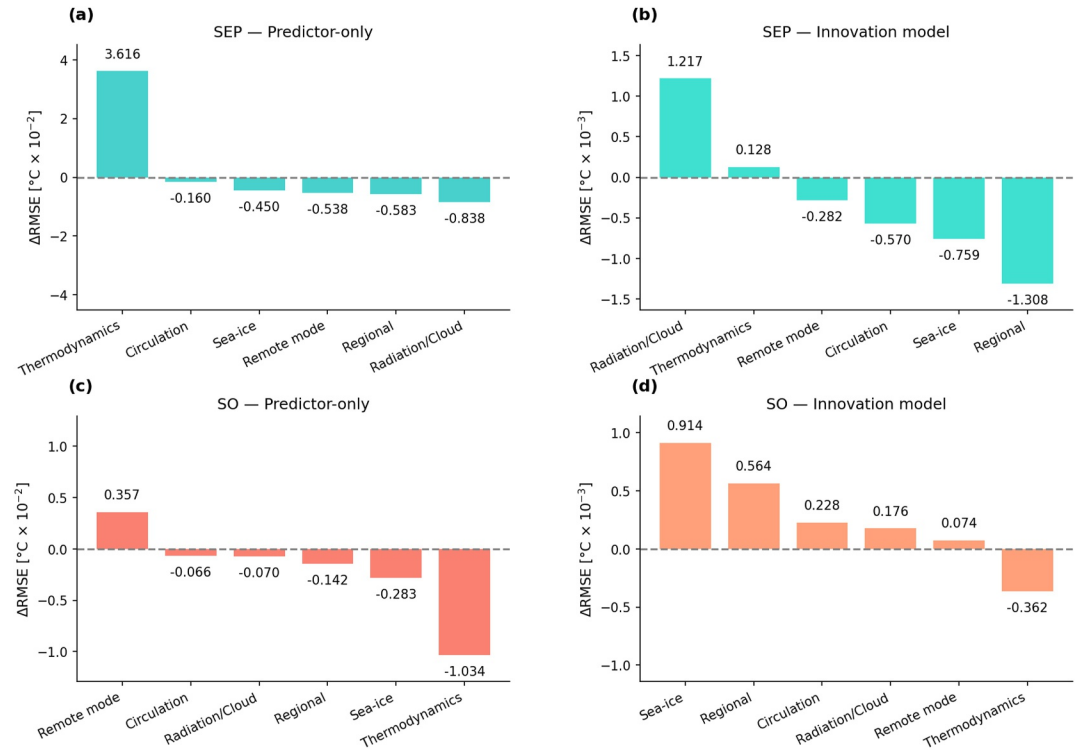 (a)
SEP — Predictor-only
ΔRMSE [°C × 10⁻²]
4
2
0
−2
−4
3.616
-0.160
-0.450
-0.538
-0.583
-0.838
Thermodynamics
Circulation
Sea-ice
Remote mode
Regional
Radiation/Cloud
(b)
SEP — Innovation model
ΔRMSE [°C × 10⁻³]
1.5
1.0
0.5
0.0
−0.5
−1.0
−1.5
1.217
0.128
-0.282
-0.570
-0.759
-1.308
Radiation/Cloud
Thermodynamics
Remote mode
Circulation
Sea-ice
Regional
(c)
SO — Predictor-only
ΔRMSE [°C × 10⁻²]
1.0
0.5
0.0
−0.5
−1.0
0.357
-0.066
-0.070
-0.142
-0.283
-1.034
Remote mode
Circulation
Radiation/Cloud
Regional
Sea-ice
Thermodynamics
(d)
SO — Innovation model
ΔRMSE [°C × 10⁻³]
1.0
0.5
0.0
−0.5
−1.0
0.914
0.564
0.228
0.176
0.074
-0.362
Sea-ice
Regional
Circulation
Radiation/Cloud
Remote mode
Thermodynamics